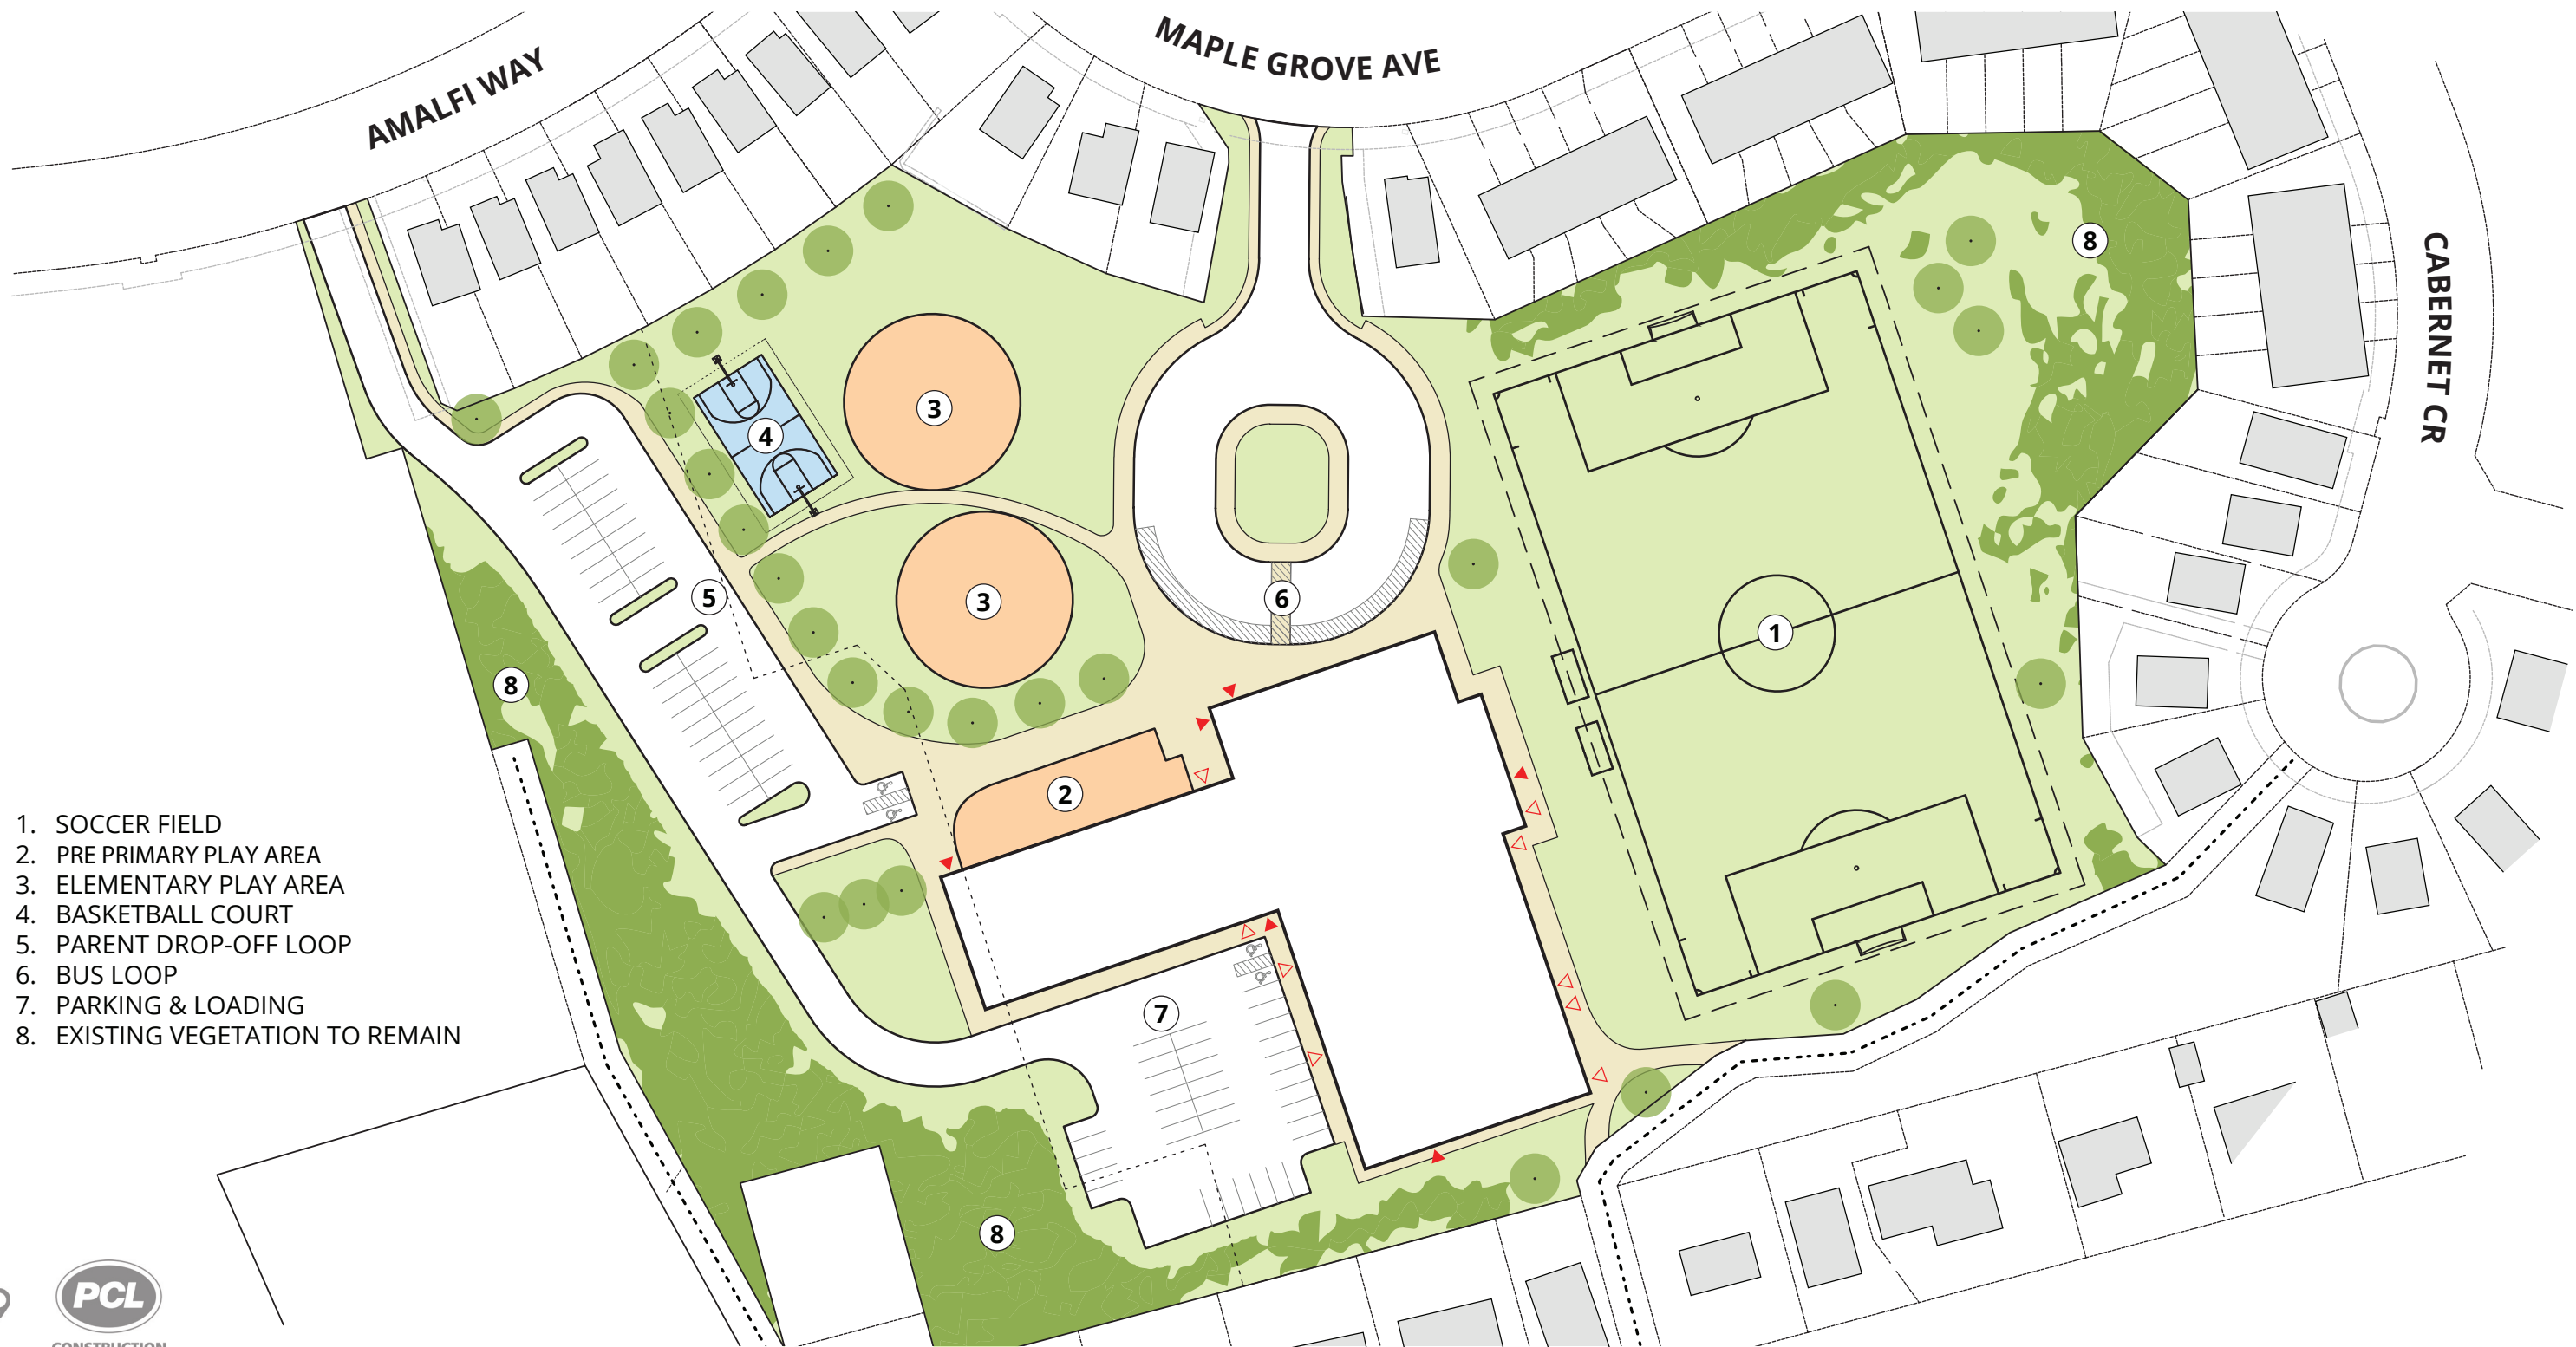 AMALFI WAY
MAPLE GROVE AVE
CABERNET CR
8
3
4
3
5
6
1
8
2
7
8
1. SOCCER FIELD
2. PRE PRIMARY PLAY AREA
3. ELEMENTARY PLAY AREA
4. BASKETBALL COURT
5. PARENT DROP-OFF LOOP
6. BUS LOOP
7. PARKING & LOADING
8. EXISTING VEGETATION TO REMAIN
PCL
CONSTRUCTION